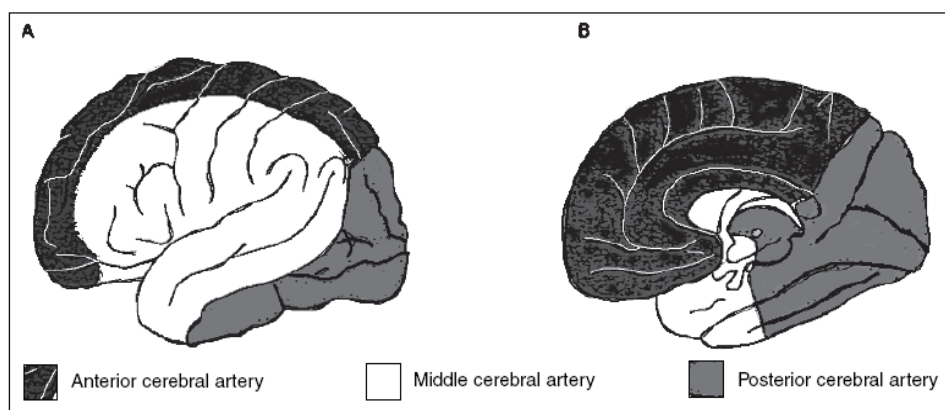 A
B
Anterior cerebral artery
Middle cerebral artery
Posterior cerebral artery